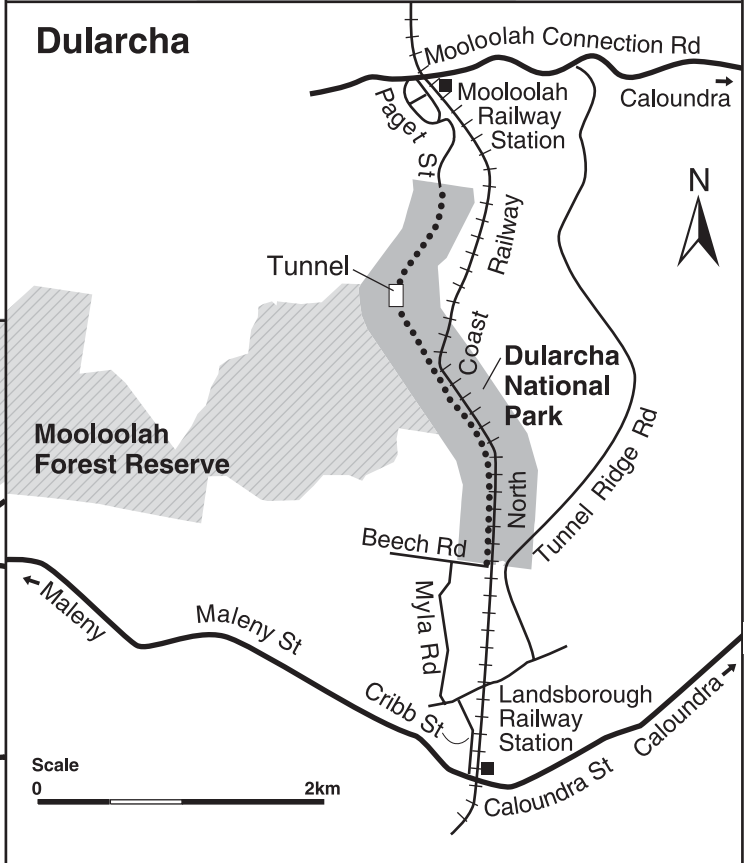 Dularcha
Mooloolah Connection Rd
Caloundra
Mooloolah
Railway
Station
Paget St
N
Railway
Tunnel
Coast
Dularcha
National
Park
Mooloolah
Forest Reserve
Tunnel Ridge Rd
North
Beech Rd
Maleny
Maleny St
Myla Rd
Cribb St
Landsborough
Railway
Station
Caloundra
Caloundra St
Scale
0 2km